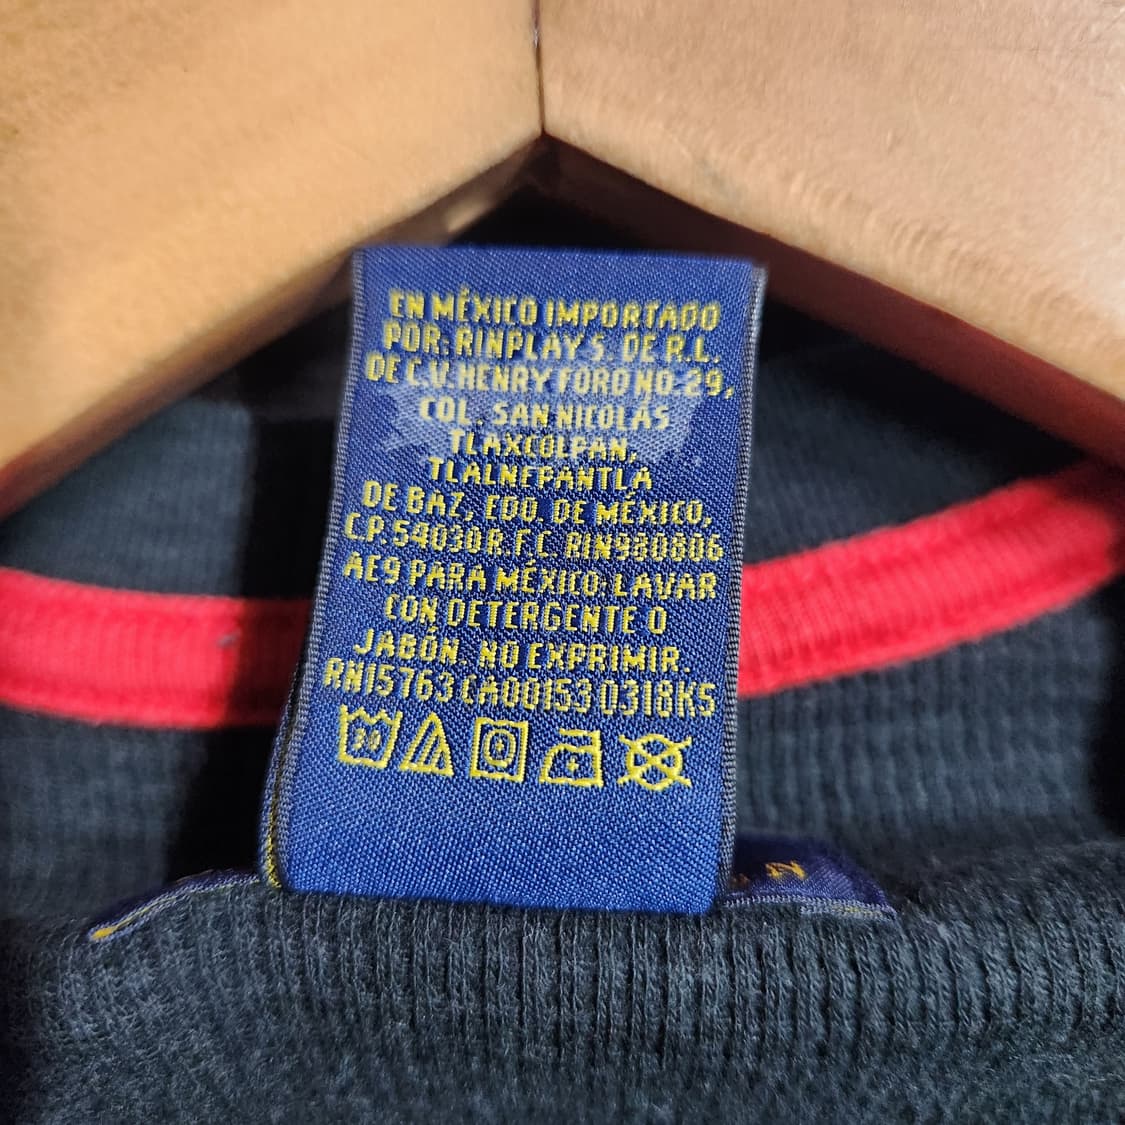 EN MÉXICO IMPORTADO
POR: RINPLAY S. DE R.L.
DE C.V. HENRY FORD NO. 29,
COL. SAN NICOLÁS
TLAXCOLPAN,
TLALNEPANTLA
DE BAZ, EDO. DE MÉXICO,
C.P. 54030 R.F.C. RIN980806
AE9 PARA MÉXICO: LAVAR
CON DETERGENTE O
JABÓN. NO EXPRIMIR.
RN15763 CA00153 0318KS
30